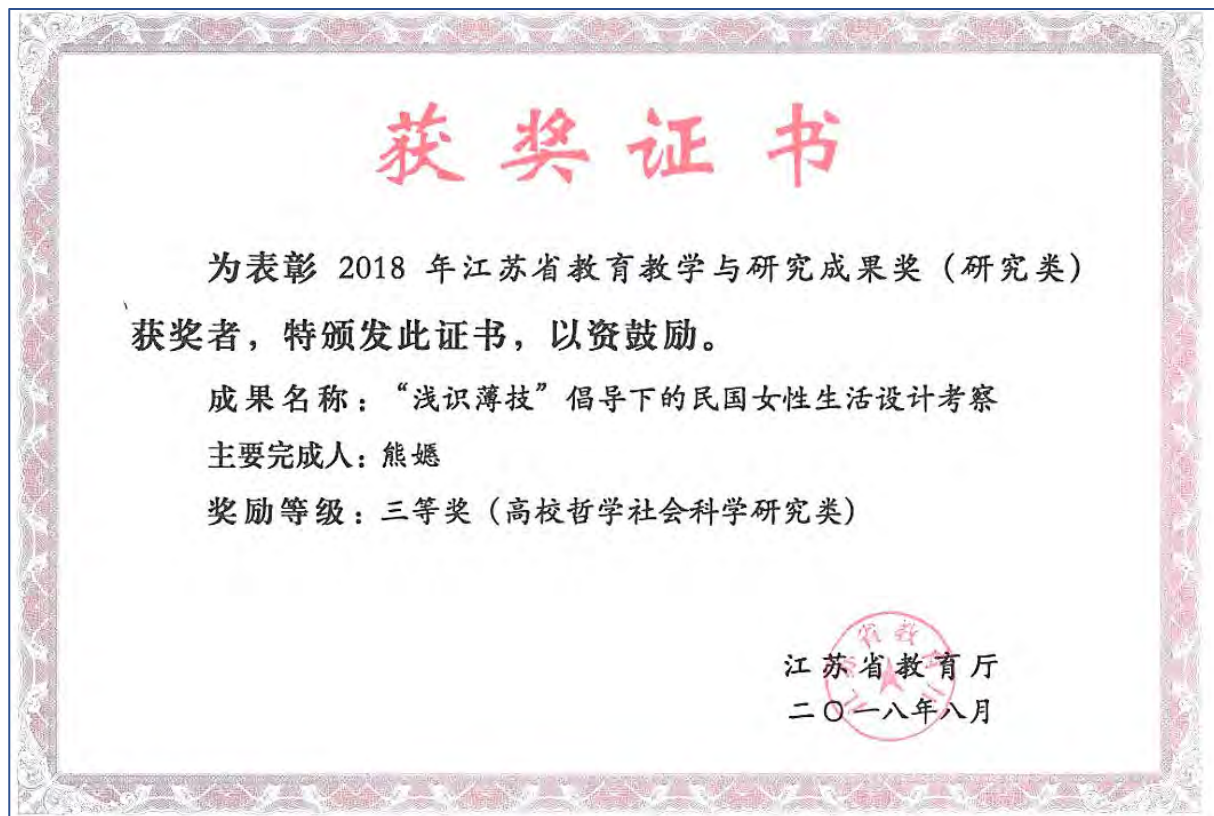 获奖证书
为表彰 2018 年江苏省教育教学与研究成果奖（研究类）
获奖者，特颁发此证书，以资鼓励。
成果名称：“浅识薄技”倡导下的民国女性生活设计考察
主要完成人：熊嫕
奖励等级：三等奖（高校哲学社会科学研究类）
江苏省教育厅
二〇一八年八月